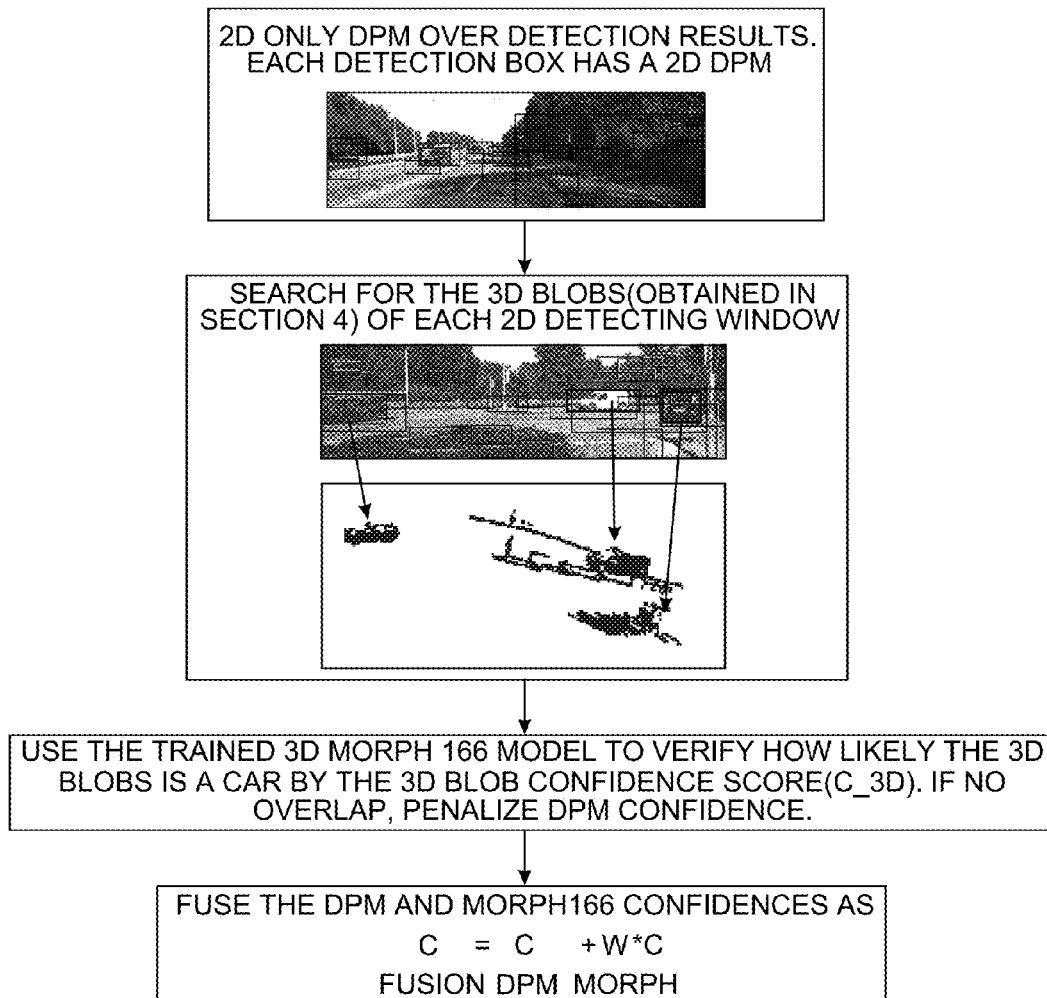 2D ONLY DPM OVER DETECTION RESULTS.
EACH DETECTION BOX HAS A 2D DPM
SEARCH FOR THE 3D BLOBS(OBTAINED IN
SECTION 4) OF EACH 2D DETECTING WINDOW
USE THE TRAINED 3D MORPH 166 MODEL TO VERIFY HOW LIKELY THE 3D
BLOBS IS A CAR BY THE 3D BLOB CONFIDENCE SCORE(C_3D). IF NO
OVERLAP, PENALIZE DPM CONFIDENCE.
FUSE THE DPM AND MORPH166 CONFIDENCES AS
C = C +W*C
FUSION DPM MORPH